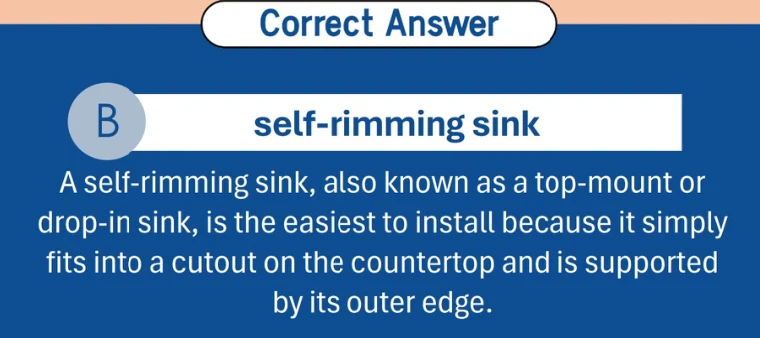 Correct Answer
B
self-rimming sink
A self-rimming sink, also known as a top-mount or
drop-in sink, is the easiest to install because it simply
fits into a cutout on the countertop and is supported
by its outer edge.